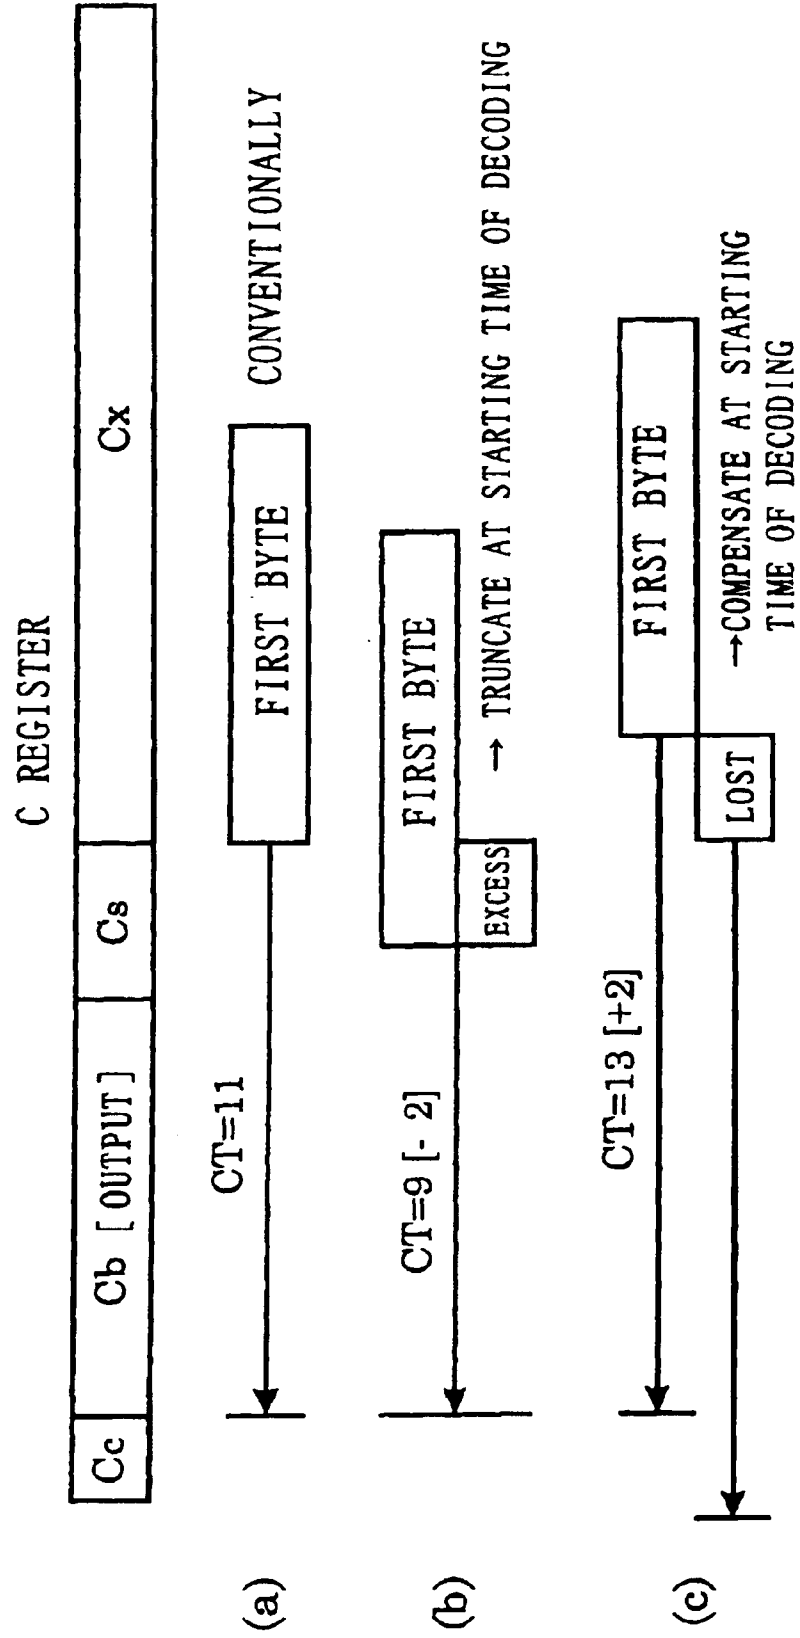 C REGISTER
Cc
Cb [OUTPUT]
Cs
Cx
(a)
CT=11
FIRST BYTE
CONVENTIONALLY
(b)
CT=9 [- 2]
FIRST BYTE
EXCESS
→ TRUNCATE AT STARTING TIME OF DECODING
(c)
CT=13 [+2]
FIRST BYTE
LOST
→COMPENSATE AT STARTING
TIME OF DECODING